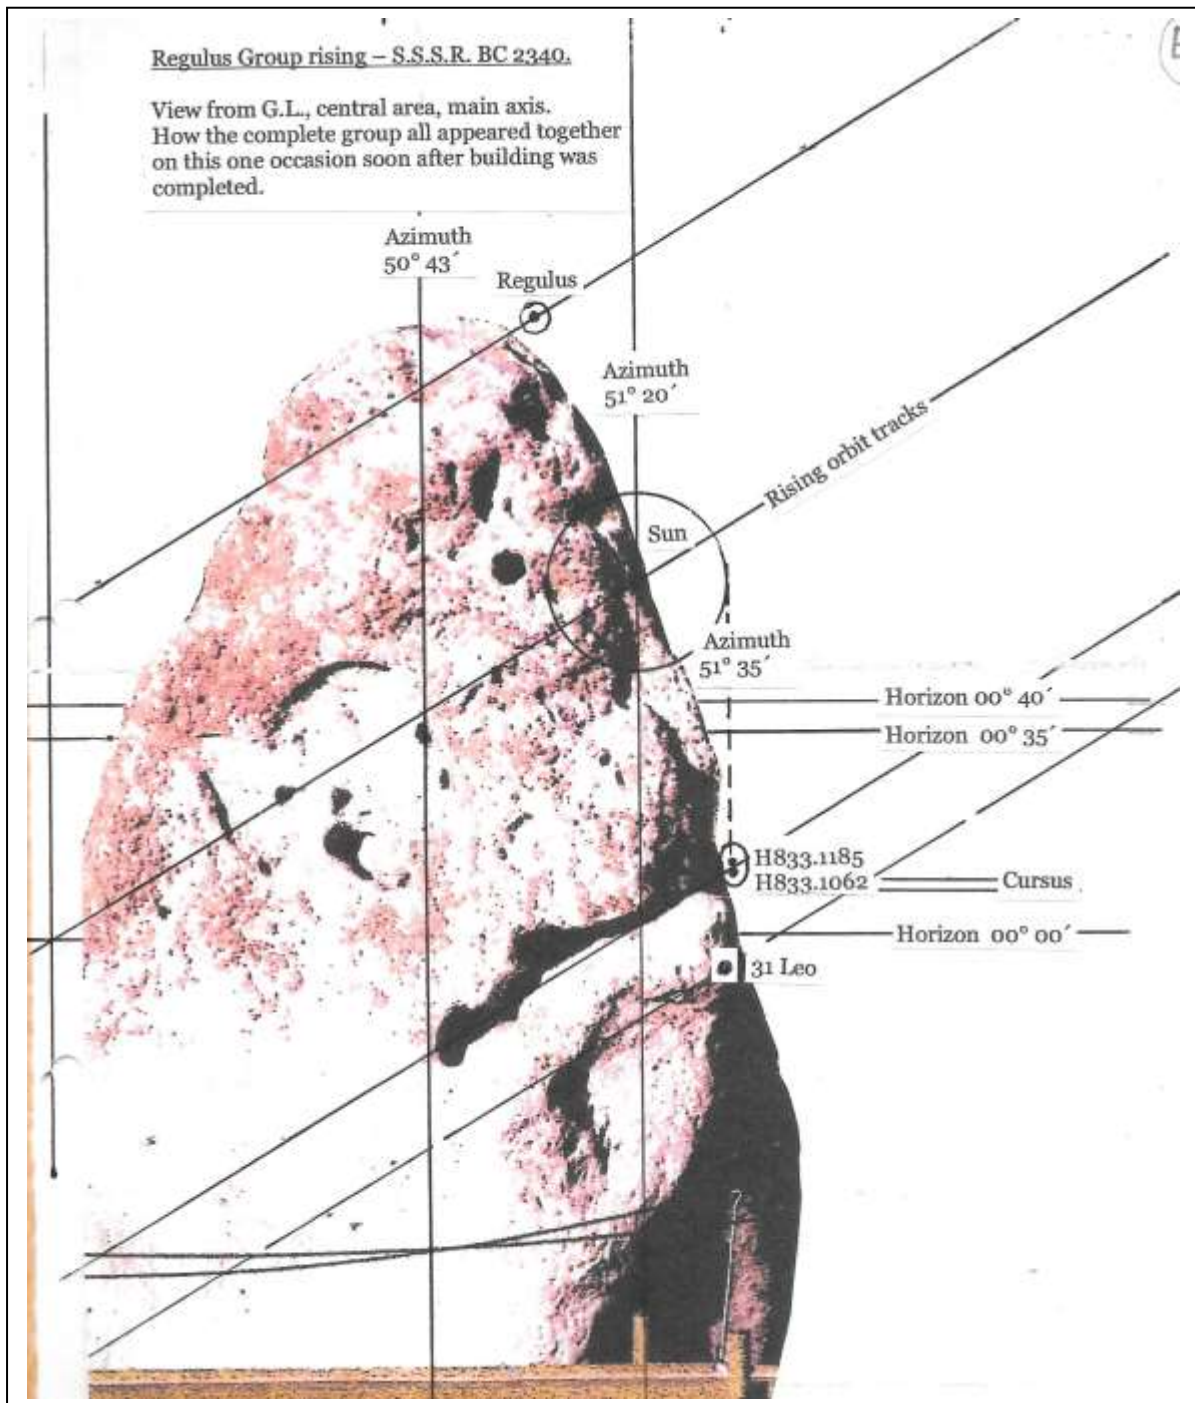 Regulus Group rising – S.S.S.R. BC 2340.
View from G.L., central area, main axis.
How the complete group all appeared together
on this one occasion soon after building was
completed.
Azimuth
50° 43´
Regulus
Azimuth
51° 20´
Rising orbit tracks
Sun
Azimuth
51° 35´
Horizon 00° 40´
Horizon 00° 35´
H833.1185
H833.1062
Cursus
Horizon 00° 00´
31 Leo